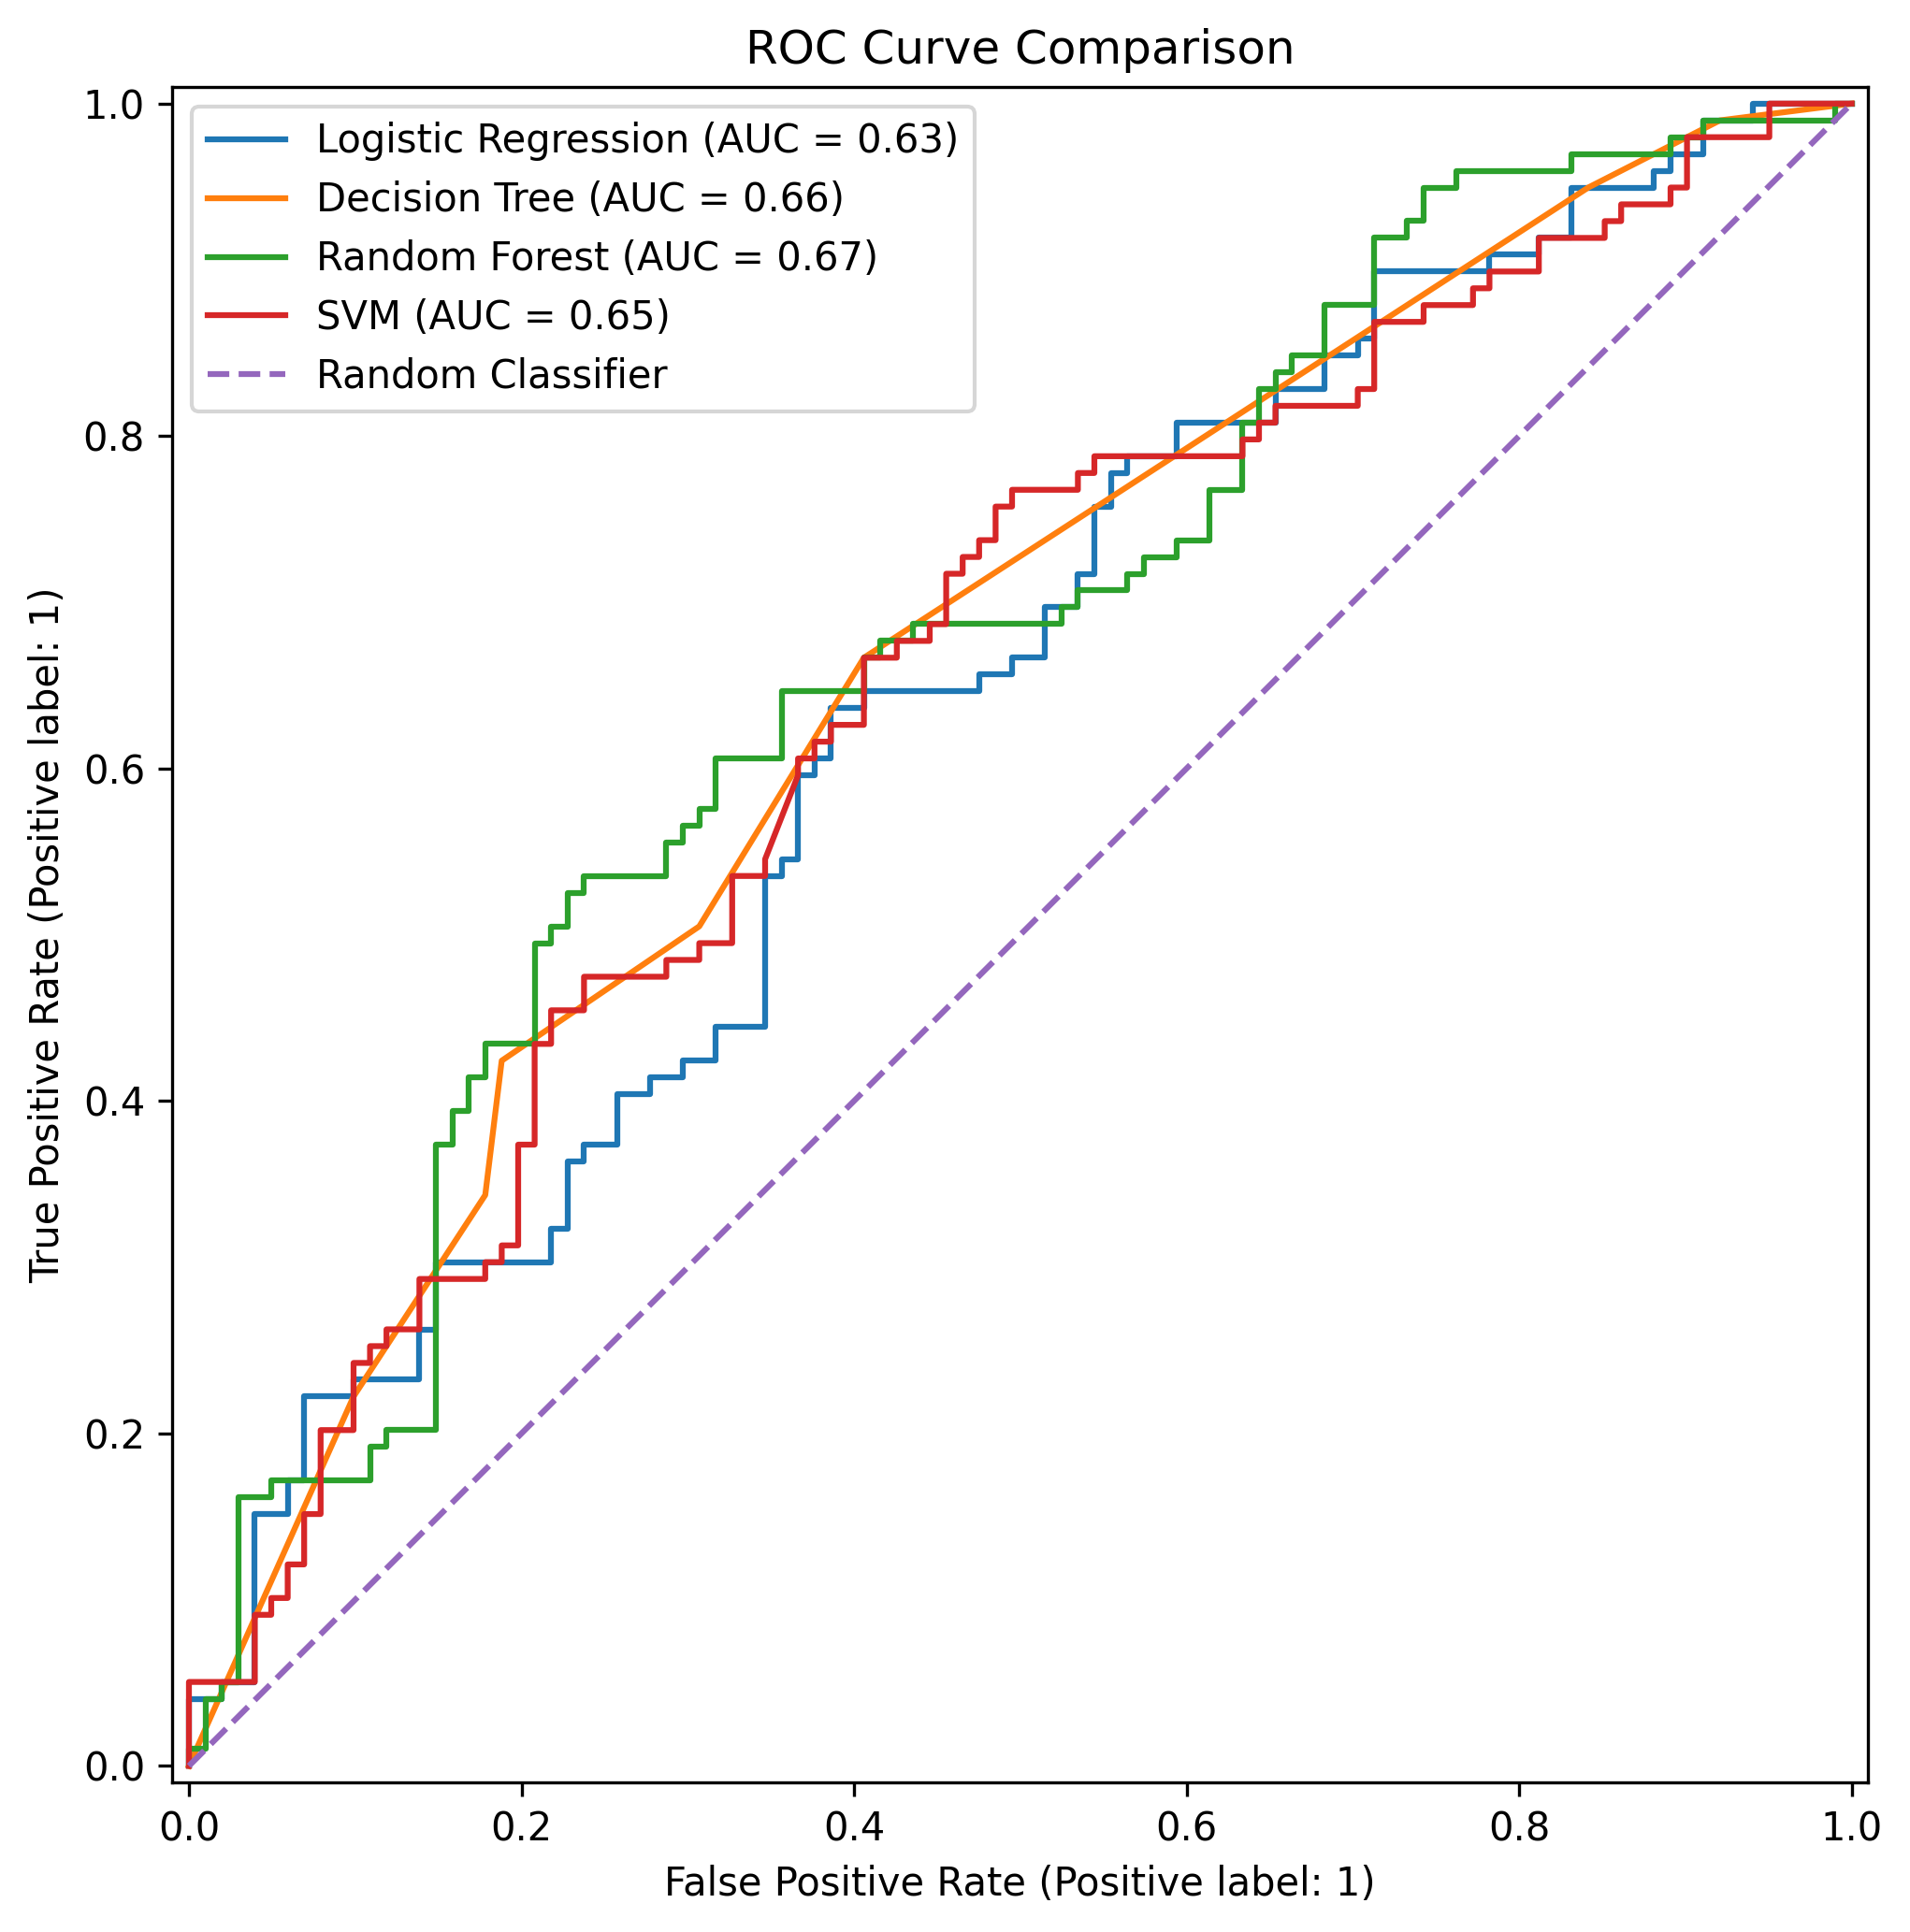 ROC Curve Comparison
Logistic Regression (AUC = 0.63)
Decision Tree (AUC = 0.66)
Random Forest (AUC = 0.67)
SVM (AUC = 0.65)
Random Classifier
True Positive Rate (Positive label: 1)
1.0
0.8
0.6
0.4
0.2
0.0
0.0 0.2 0.4 0.6 0.8 1.0
False Positive Rate (Positive label: 1)